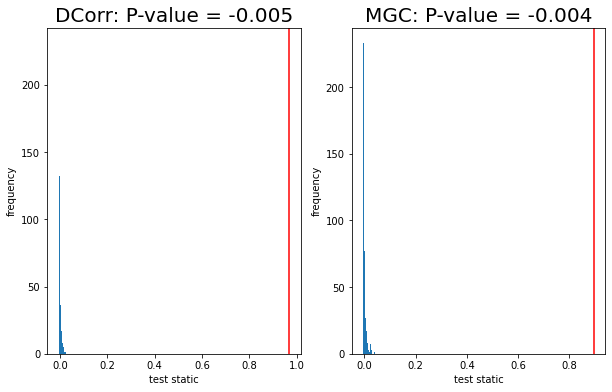 DCorr: P-value = -0.005
frequency
200
150
100
50
0
0.0 0.2 0.4 0.6 0.8 1.0
test static
MGC: P-value = -0.004
frequency
200
150
100
50
0
0.0 0.2 0.4 0.6 0.8
test static